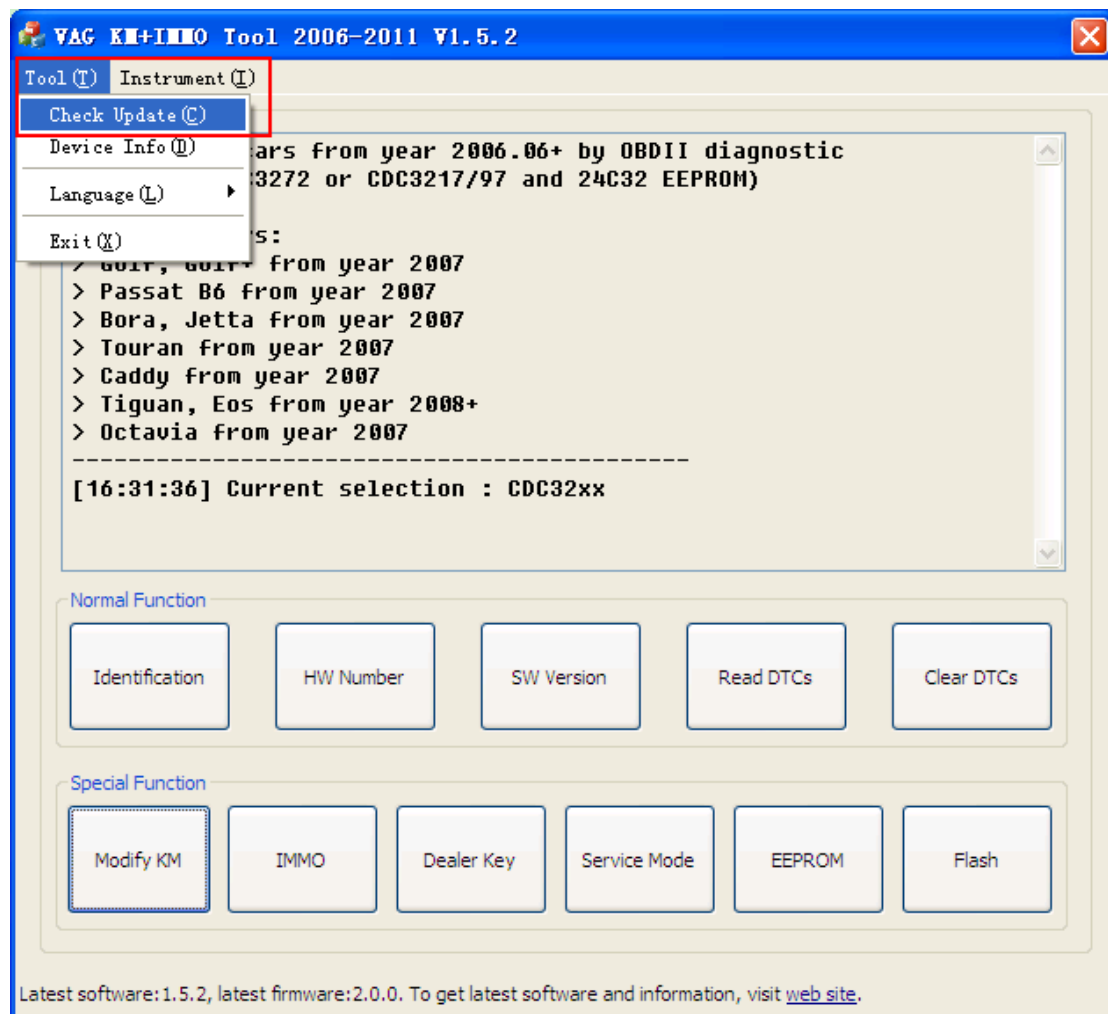 VAG KM+IMMO Tool 2006-2011 V1.5.2
Tool(T) Instrument(I)
Check Update(C)
Device Info(D)
Language(L)
Exit(X)
ars from year 2006.06+ by OBDII diagnostic
3272 or CDC3217/97 and 24C32 EEPROM)
s:
> Golf, Golf+ from year 2007
> Passat B6 from year 2007
> Bora, Jetta from year 2007
> Touran from year 2007
> Caddy from year 2007
> Tiguan, Eos from year 2008+
> Octavia from year 2007
--------------------------------------------
[16:31:36] Current selection : CDC32xx
Normal Function
Identification HW Number SW Version Read DTCs Clear DTCs
Special Function
Modify KM IMMO Dealer Key Service Mode EEPROM Flash
Latest software:1.5.2, latest firmware:2.0.0. To get latest software and information, visit web site.